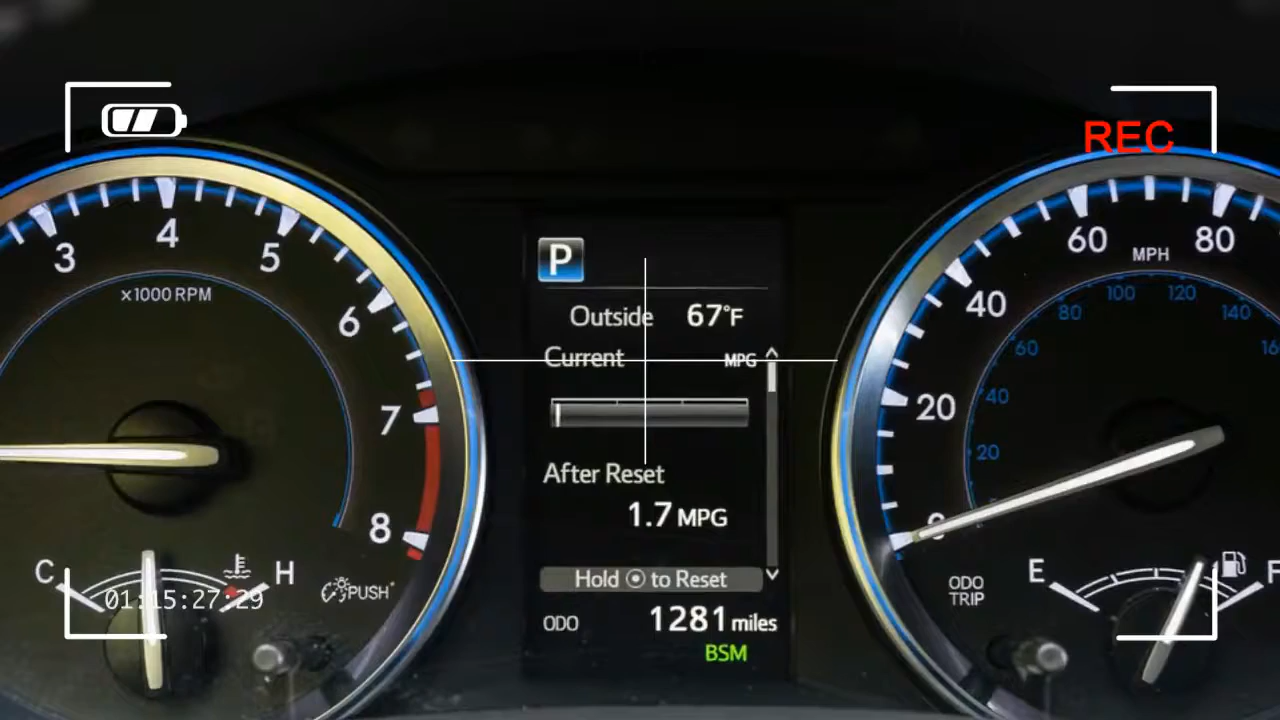 REC
3 4 5 6 7 8
x1000 RPM
C H
PUSH
01:15:27:29
P
Outside 67°F
Current MPG
After Reset
1.7 MPG
Hold to Reset
ODO 1281 miles
BSM
0 20 40 60 80
MPH
20 40 60 80 100 120 140
ODO
TRIP
E F